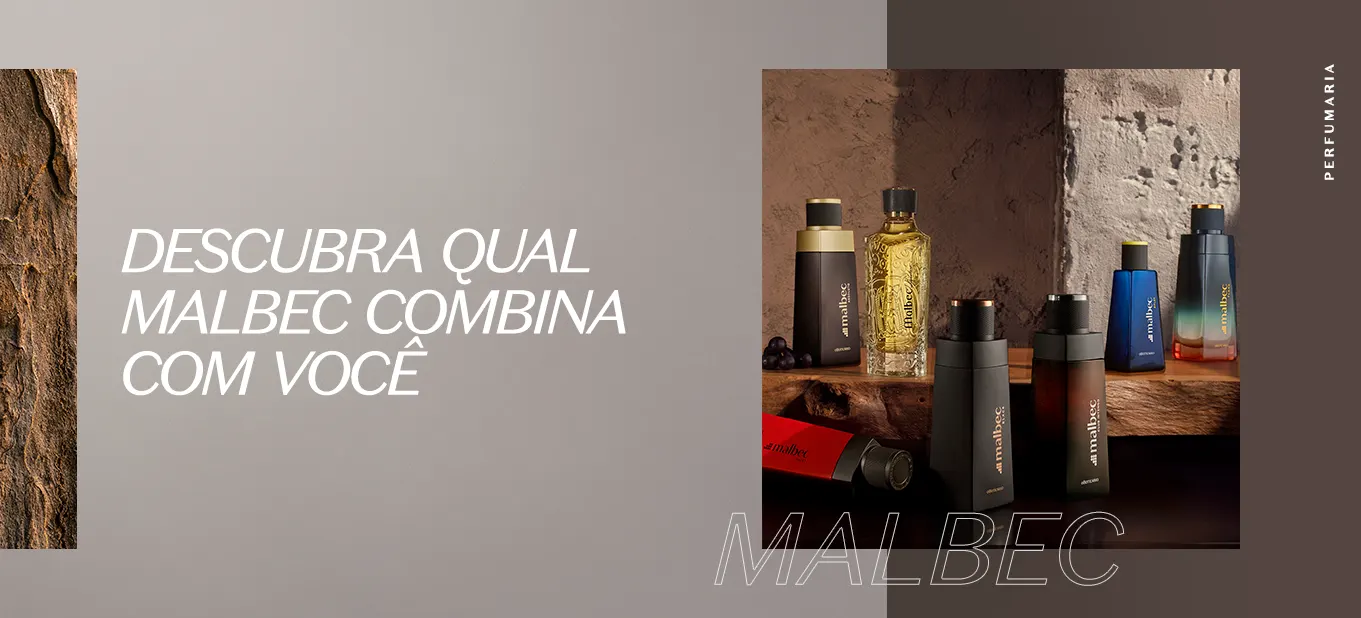 DESCUBRA QUAL
MALBEC COMBINA
COM VOCÊ
PERFUMARIA
malbec
Malbec
malbec
malbec
malbec
malbec
malbec
MALBEC